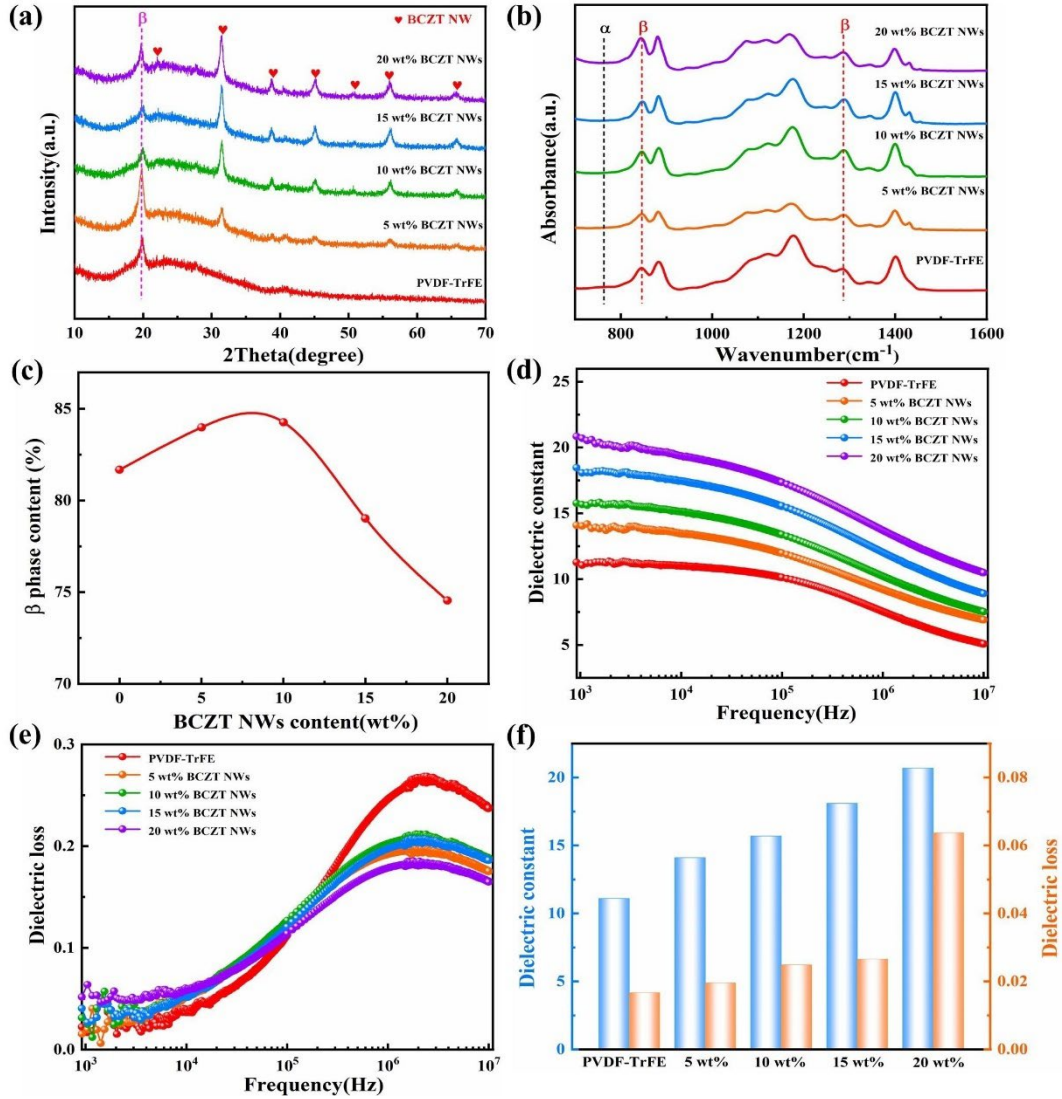 (a)
β
♥ BCZT NW
20 wt% BCZT NWs
15 wt% BCZT NWs
10 wt% BCZT NWs
5 wt% BCZT NWs
PVDF-TrFE
Intensity(a.u.)
10 20 30 40 50 60 70
2Theta(degree)
(b)
α
β
β
20 wt% BCZT NWs
15 wt% BCZT NWs
10 wt% BCZT NWs
5 wt% BCZT NWs
PVDF-TrFE
Absorbance(a.u.)
800 1000 1200 1400 1600
Wavenumber(cm⁻¹)
(c)
90
85
80
75
70
β phase content (%)
0 5 10 15 20
BCZT NWs content(wt%)
(d)
25
20
15
10
5
Dielectric constant
PVDF-TrFE
5 wt% BCZT NWs
10 wt% BCZT NWs
15 wt% BCZT NWs
20 wt% BCZT NWs
10³ 10⁴ 10⁵ 10⁶ 10⁷
Frequency(Hz)
(e)
0.3
0.2
0.1
0.0
Dielectric loss
PVDF-TrFE
5 wt% BCZT NWs
10 wt% BCZT NWs
15 wt% BCZT NWs
20 wt% BCZT NWs
10³ 10⁴ 10⁵ 10⁶ 10⁷
Frequency(Hz)
(f)
20
15
10
5
0
Dielectric constant
0.08
0.06
0.04
0.02
0.00
Dielectric loss
PVDF-TrFE 5 wt% 10 wt% 15 wt% 20 wt%